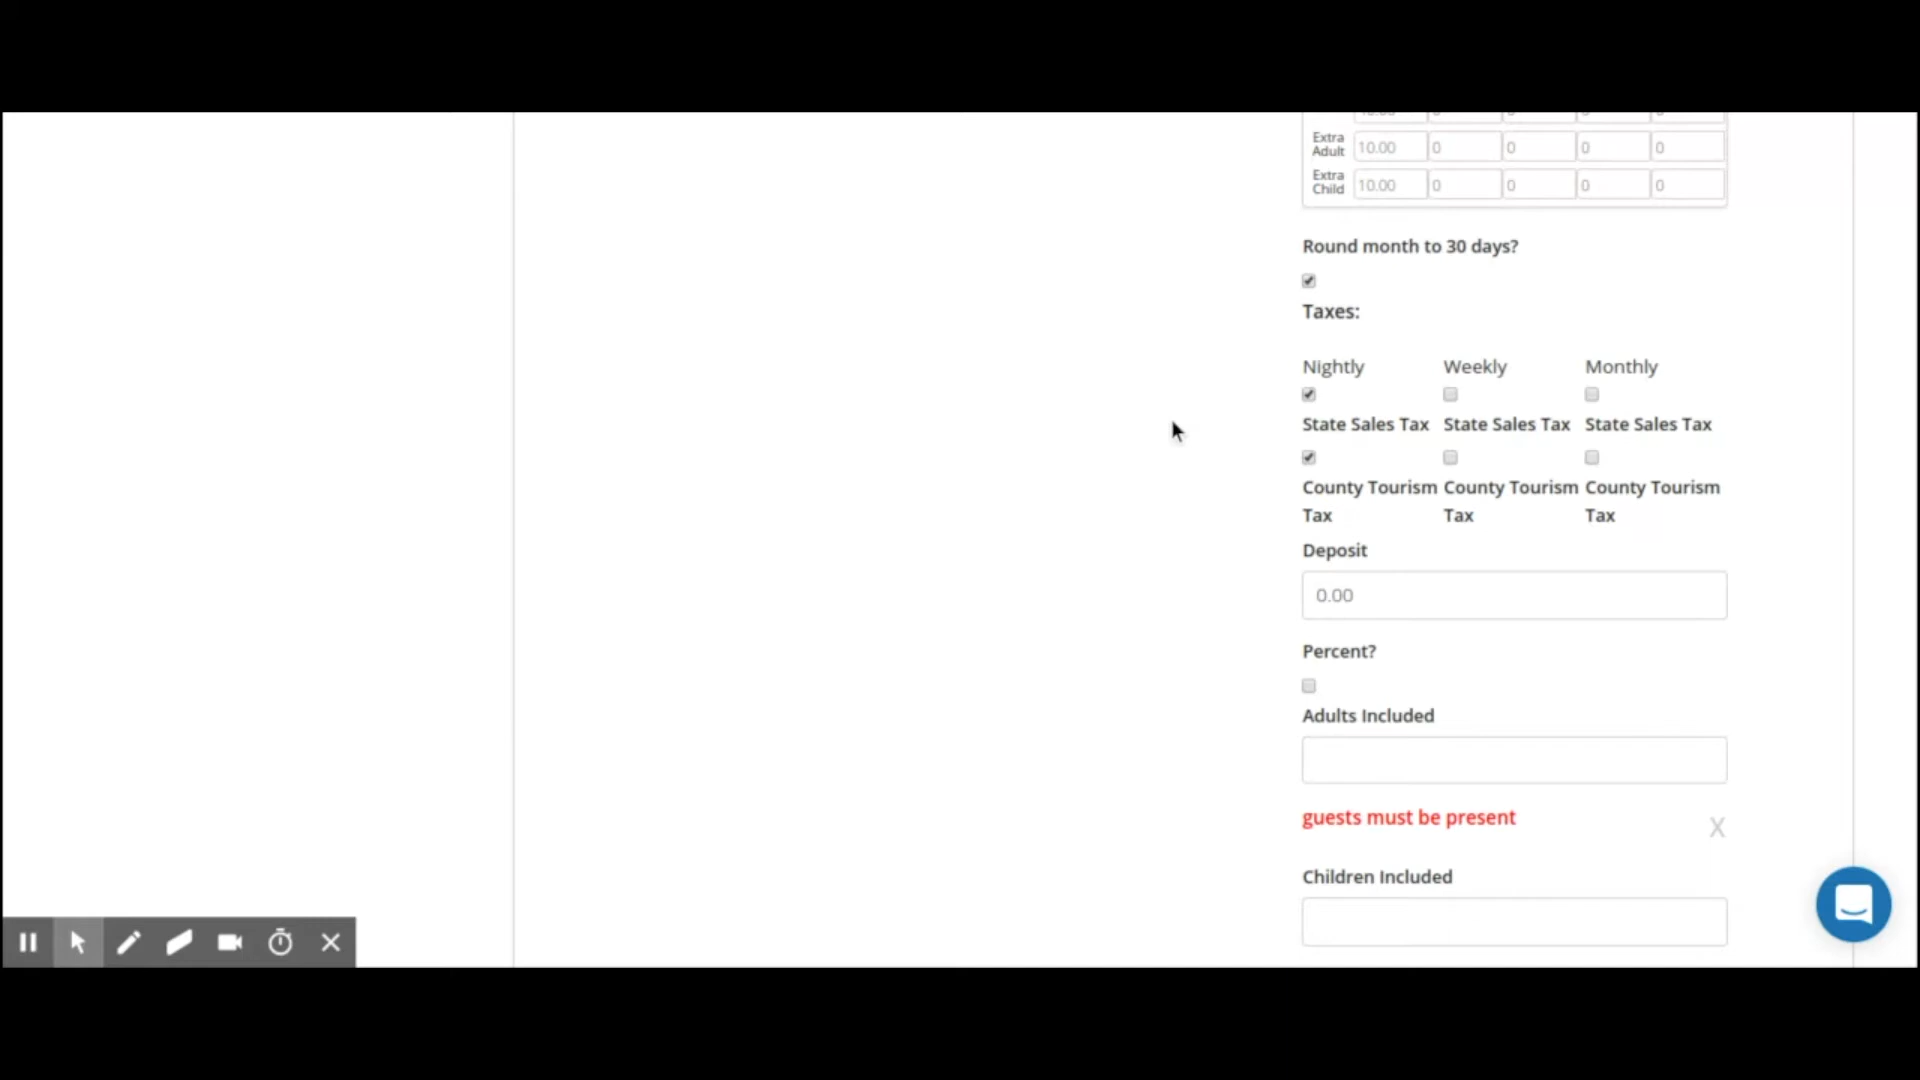 Extra
Adult 10.00 0 0 0 0
Extra
Child 10.00 0 0 0 0
Round month to 30 days?
Taxes:
Nightly Weekly Monthly
State Sales Tax State Sales Tax State Sales Tax
County Tourism County Tourism County Tourism
Tax Tax Tax
Deposit
0.00
Percent?
Adults Included
guests must be present X
Children Included